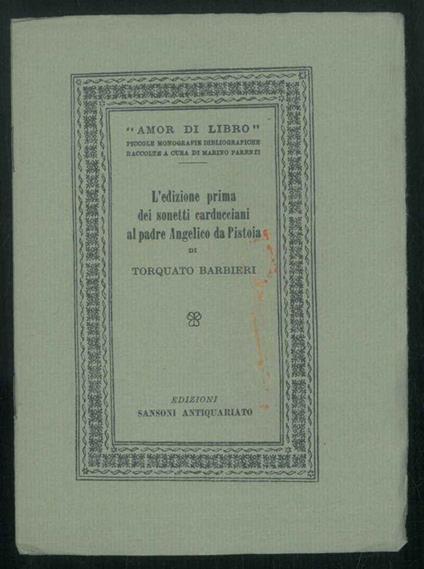 "AMOR DI LIBRO"
PICCOLE MONOGRAFIE BIBLIOGRAFICHE
RACCOLTE A CURA DI MARINO PARENTI
L'edizione prima
dei sonetti carducciani
al padre Angelico da Pistoia
DI
TORQUATO BARBIERI
EDIZIONI
SANSONI ANTIQUARIATO